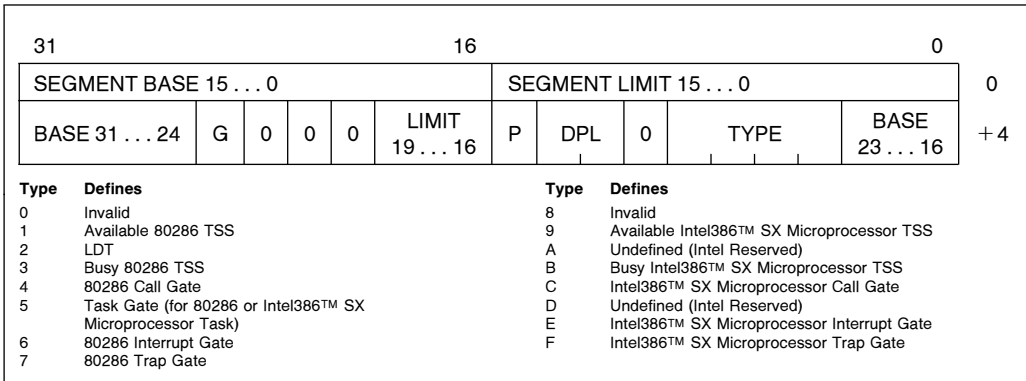 31 16 0
SEGMENT BASE 15 . . . 0 SEGMENT LIMIT 15 . . . 0 0
BASE 31 . . . 24 G 0 0 0 LIMIT 19 . . . 16 P DPL 0 TYPE BASE 23 . . . 16 +4
Type Defines
0 Invalid
1 Available 80286 TSS
2 LDT
3 Busy 80286 TSS
4 80286 Call Gate
5 Task Gate (for 80286 or Intel386™ SX
Microprocessor Task)
6 80286 Interrupt Gate
7 80286 Trap Gate
Type Defines
8 Invalid
9 Available Intel386™ SX Microprocessor TSS
A Undefined (Intel Reserved)
B Busy Intel386™ SX Microprocessor TSS
C Intel386™ SX Microprocessor Call Gate
D Undefined (Intel Reserved)
E Intel386™ SX Microprocessor Interrupt Gate
F Intel386™ SX Microprocessor Trap Gate